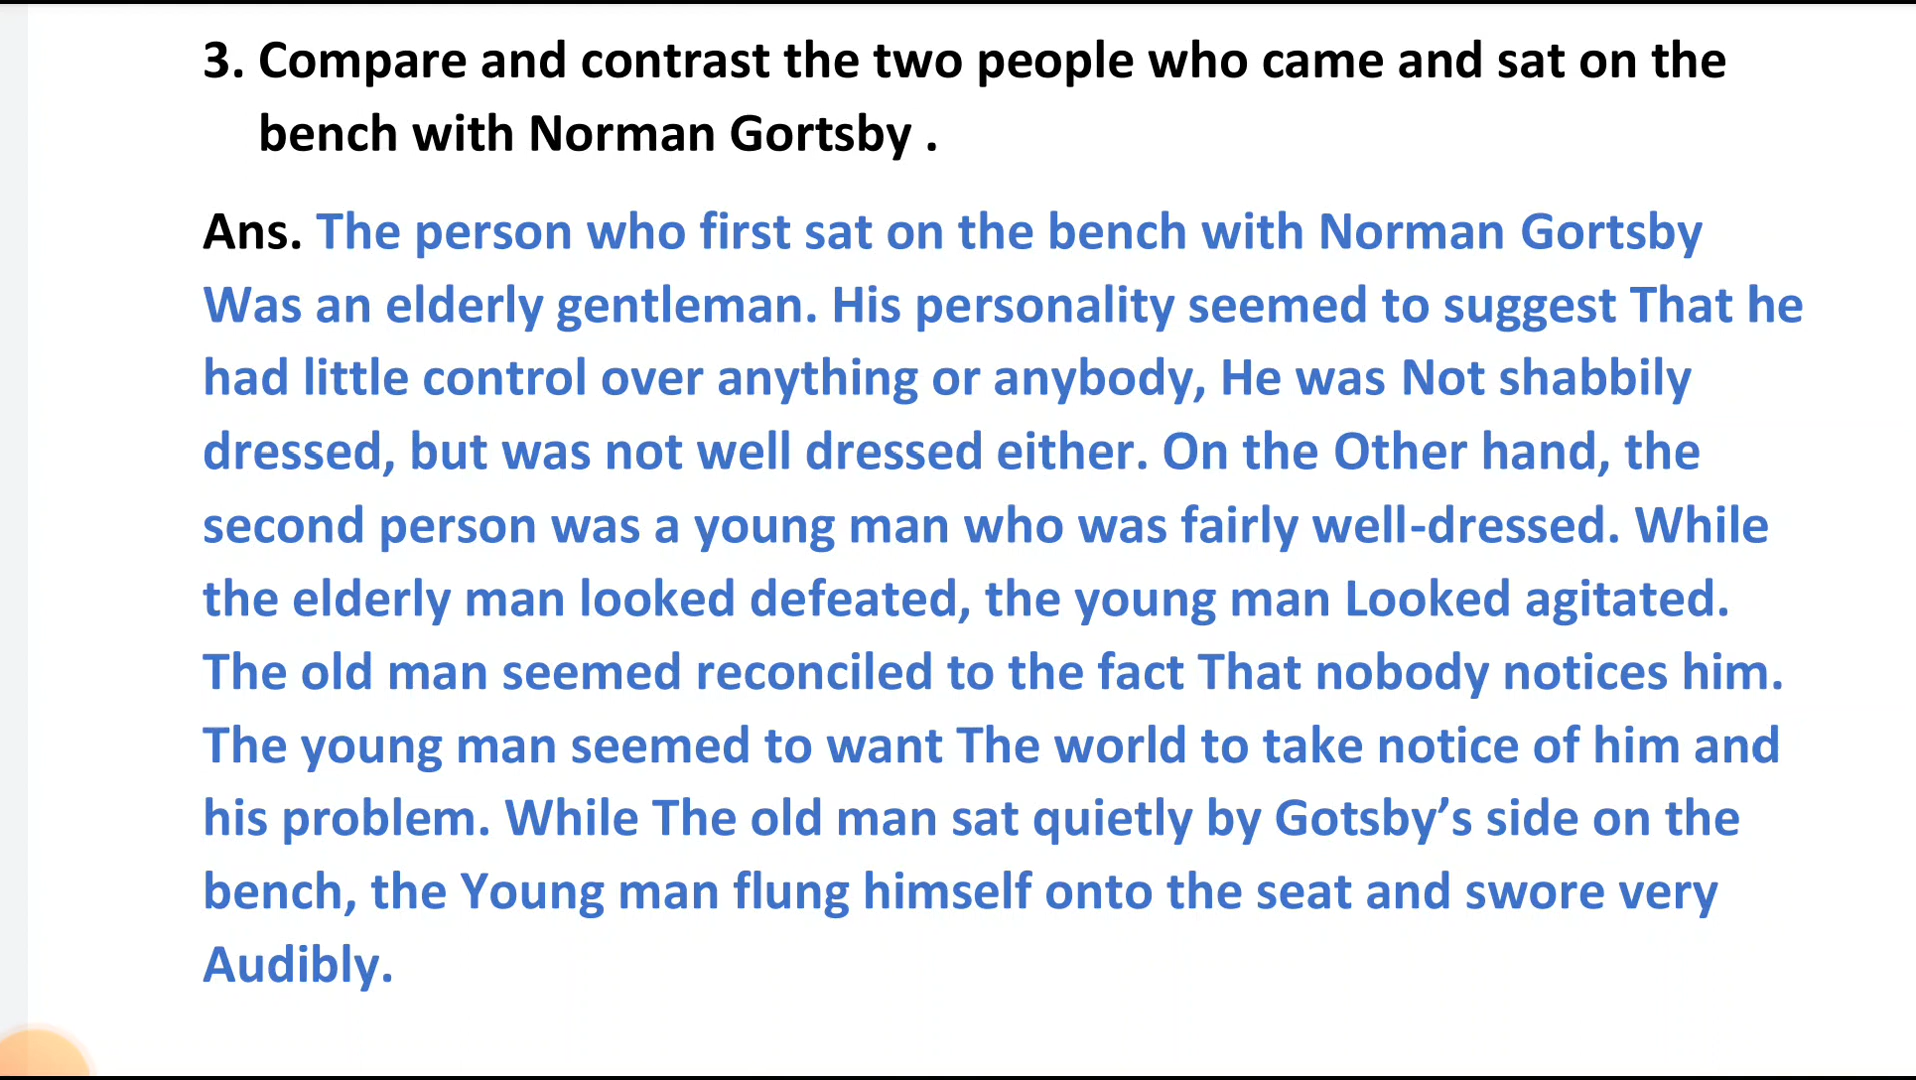 3. Compare and contrast the two people who came and sat on the
bench with Norman Gortsby .
Ans. The person who first sat on the bench with Norman Gortsby
Was an elderly gentleman. His personality seemed to suggest That he
had little control over anything or anybody, He was Not shabbily
dressed, but was not well dressed either. On the Other hand, the
second person was a young man who was fairly well-dressed. While
the elderly man looked defeated, the young man Looked agitated.
The old man seemed reconciled to the fact That nobody notices him.
The young man seemed to want The world to take notice of him and
his problem. While The old man sat quietly by Gotsby’s side on the
bench, the Young man flung himself onto the seat and swore very
Audibly.